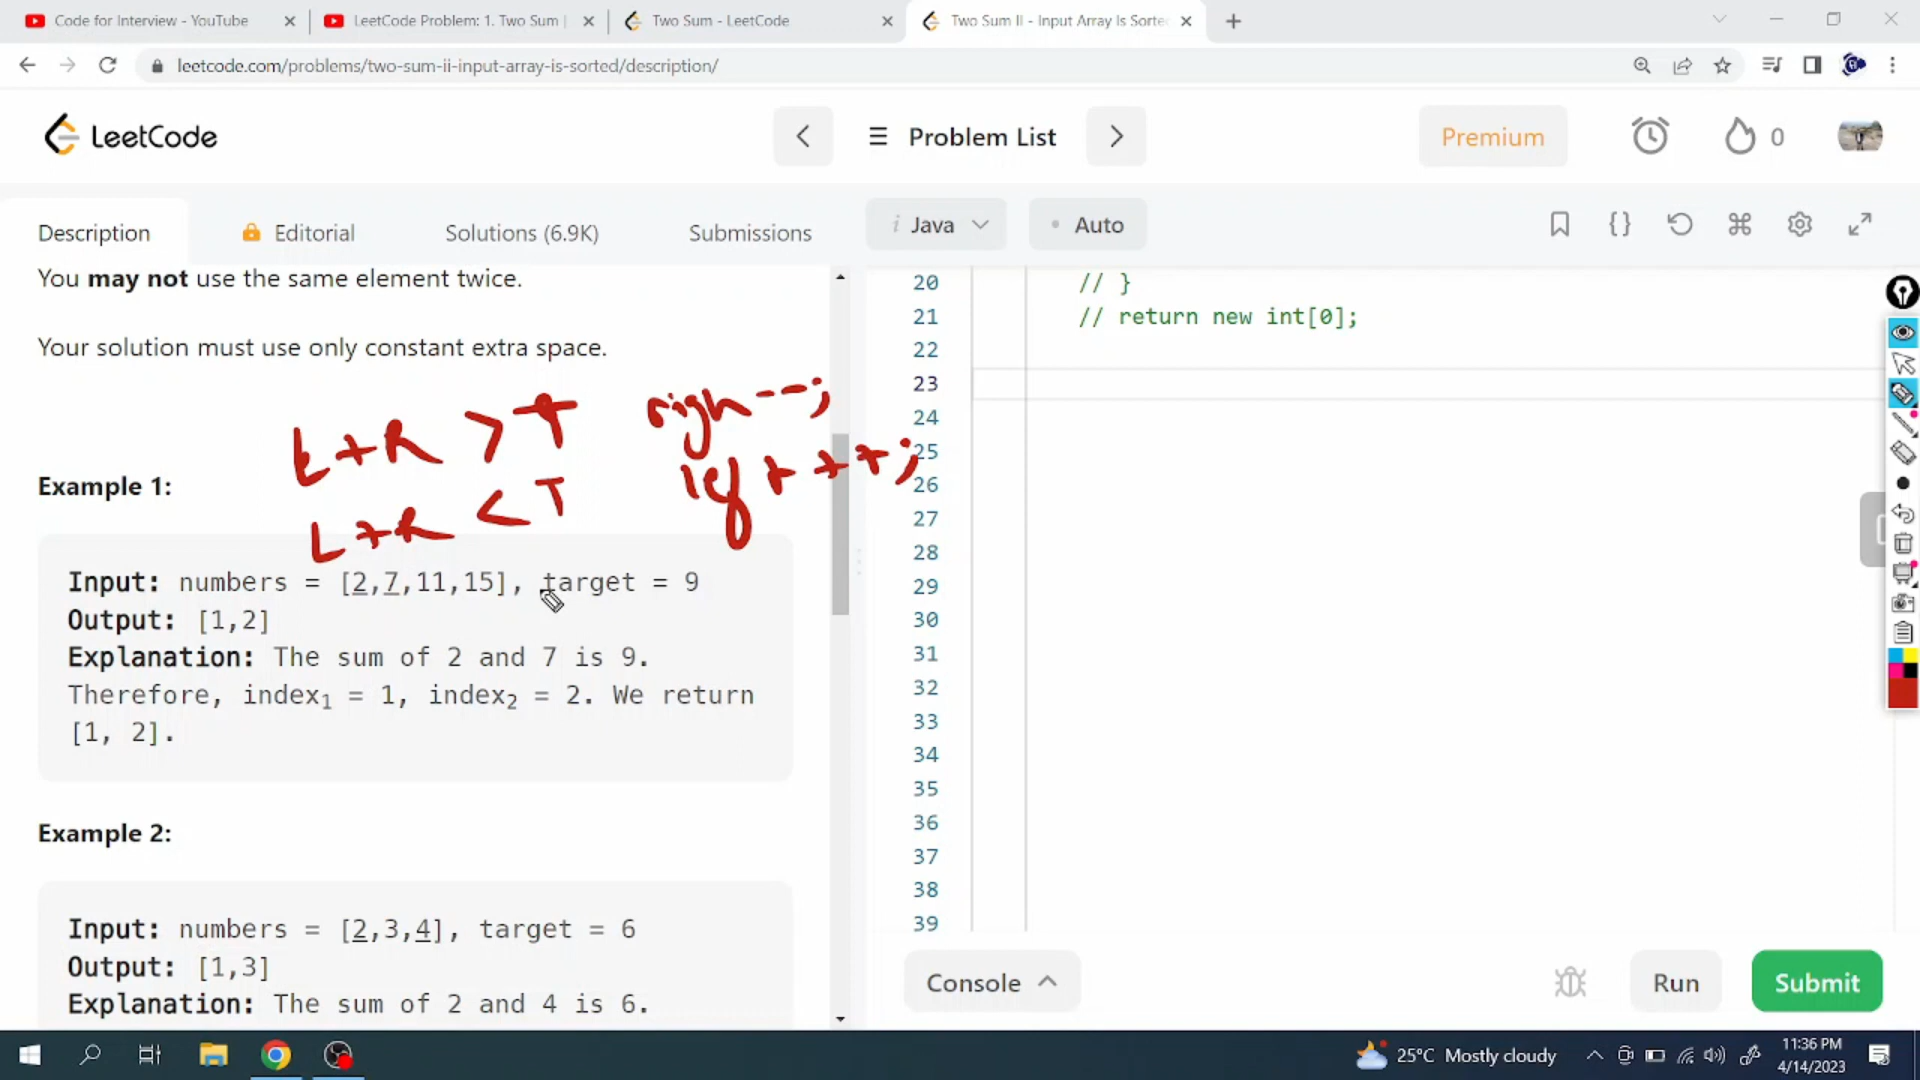 Code for Interview - YouTube
LeetCode Problem: 1. Two Sum |
Two Sum - LeetCode
Two Sum II - Input Array Is Sorte
leetcode.com/problems/two-sum-ii-input-array-is-sorted/description/
LeetCode
Problem List
Premium
0
Description
Editorial
Solutions (6.9K)
Submissions
i Java
Auto
You may not use the same element twice.
Your solution must use only constant extra space.
L+R > T righ--;
L+R < T lef+++;
Example 1:
Input: numbers = [2,7,11,15], target = 9
Output: [1,2]
Explanation: The sum of 2 and 7 is 9.
Therefore, index₁ = 1, index₂ = 2. We return
[1, 2].
Example 2:
Input: numbers = [2,3,4], target = 6
Output: [1,3]
Explanation: The sum of 2 and 4 is 6.
20 // }
21 // return new int[0];
22
23
24
25
26
27
28
29
30
31
32
33
34
35
36
37
38
39
Console
Run
Submit
25°C Mostly cloudy
11:36 PM
4/14/2023